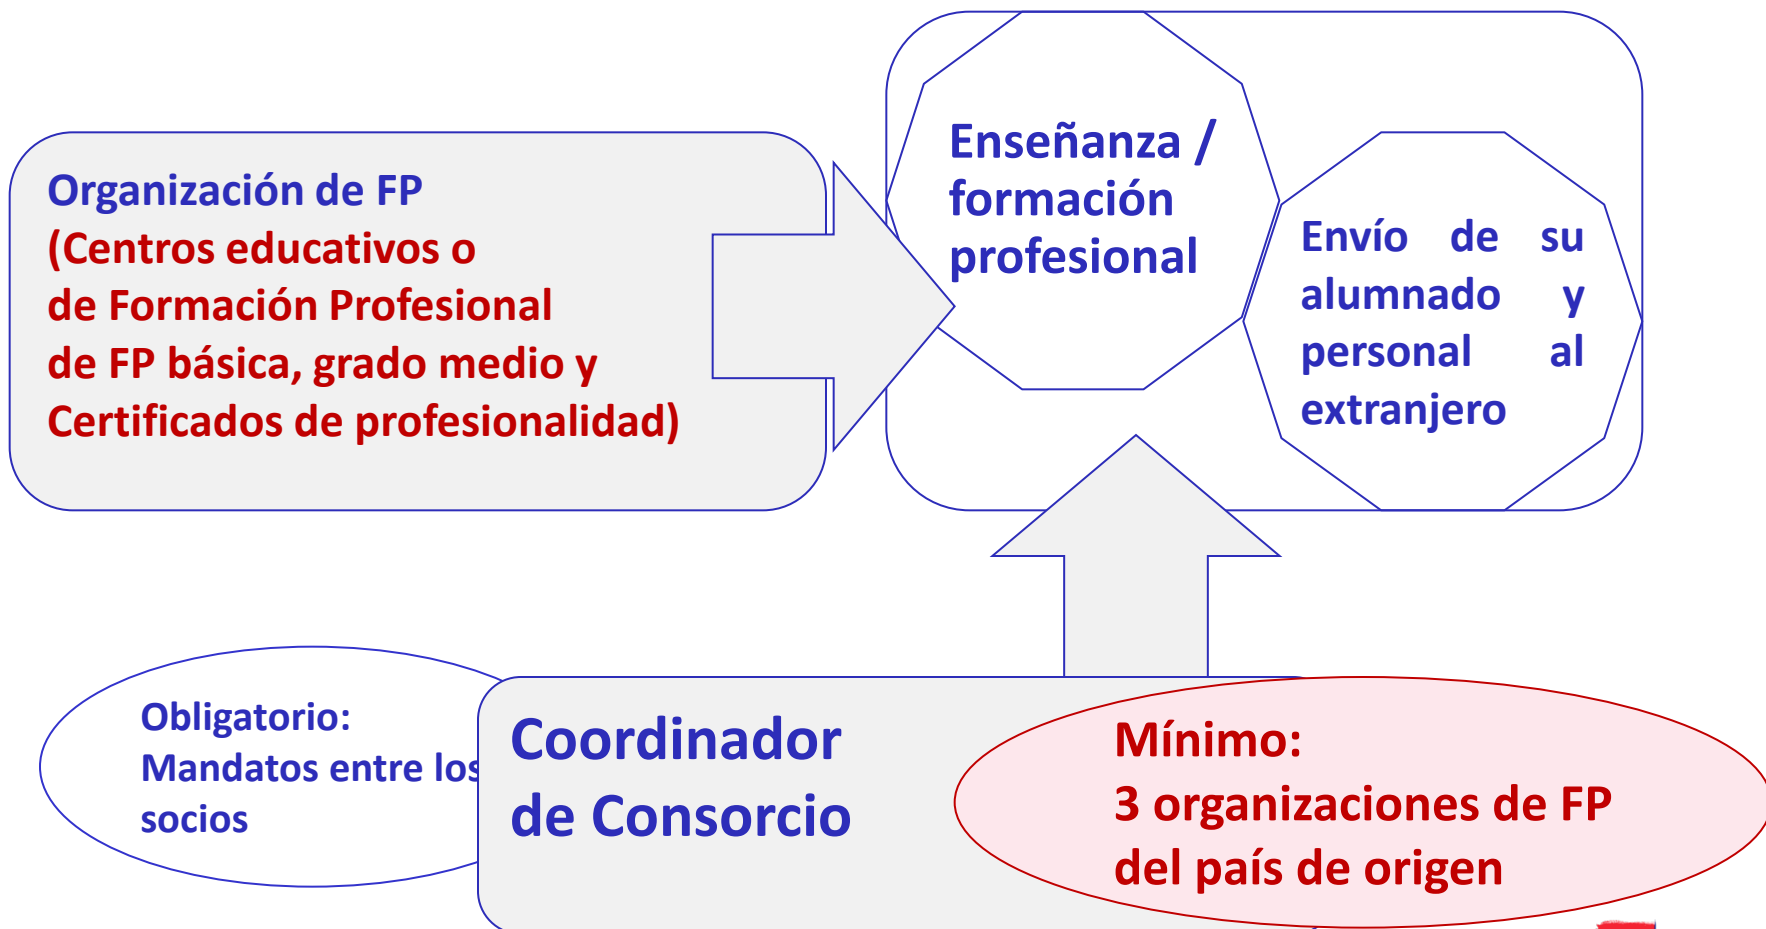 Organización de FP
(Centros educativos o
de Formación Profesional
de FP básica, grado medio y
Certificados de profesionalidad)
Enseñanza /
formación
profesional
Envío de su
alumnado y
personal al
extranjero
Obligatorio:
Mandatos entre los
socios
Coordinador
de Consorcio
Mínimo:
3 organizaciones de FP
del país de origen